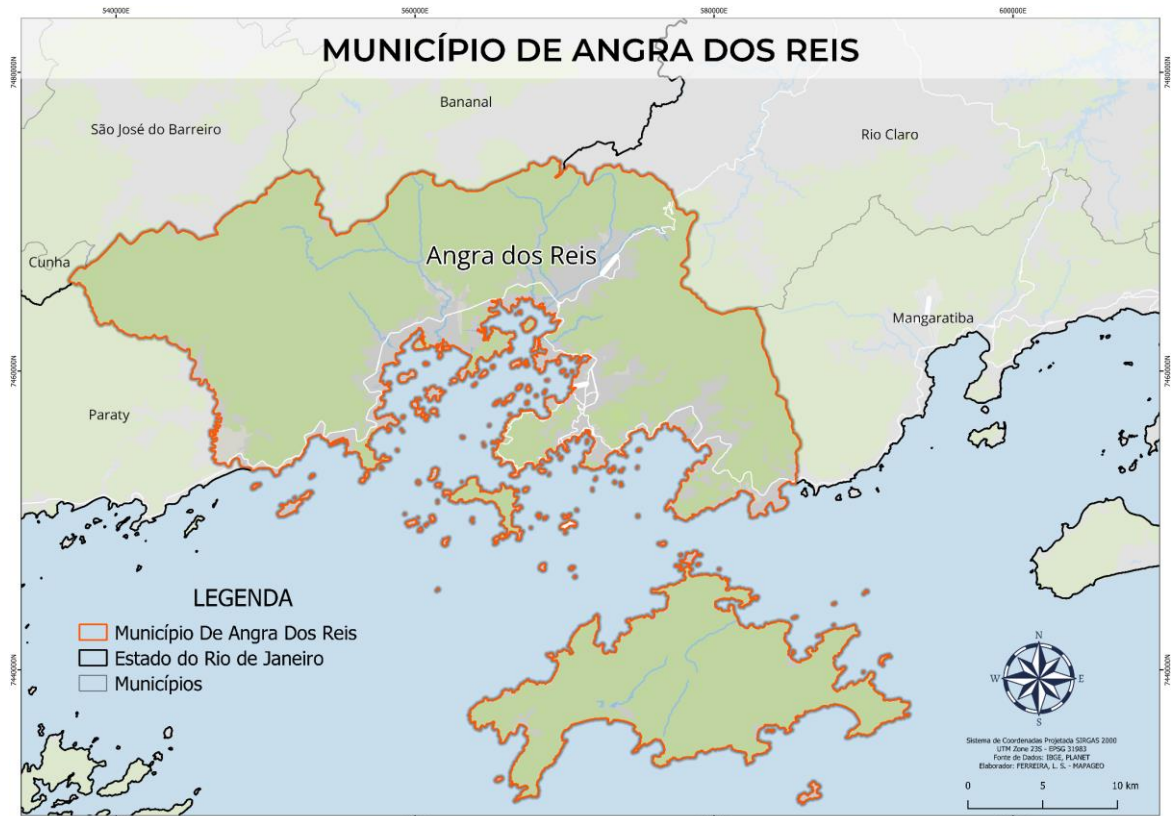 540000E 560000E 580000E 600000E
MUNICÍPIO DE ANGRA DOS REIS
7480000N 7480000N
Bananal
São José do Barreiro
Rio Claro
Angra dos Reis
Cunha
Mangaratiba
7460000N 7460000N
Paraty
LEGENDA
Município De Angra Dos Reis
Estado do Rio de Janeiro
Municípios
7440000N 7440000N
N
W E
S
Sistema de Coordenadas Projetada SIRGAS 2000
UTM Zone 23S - EPSG 31983
Fonte de Dados: IBGE, PLANET
Elaborador: FERREIRA, L. S. - MAPAGEO
0 5 10 km